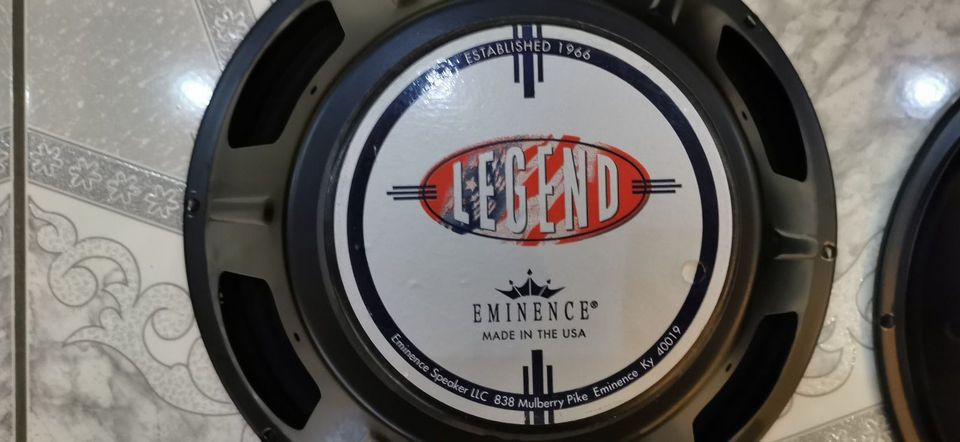 ESTABLISHED 1966
LEGEND
EMINENCE®
MADE IN THE USA
Eminence Speaker LLC 838 Mulberry Pike Eminence Ky 40019